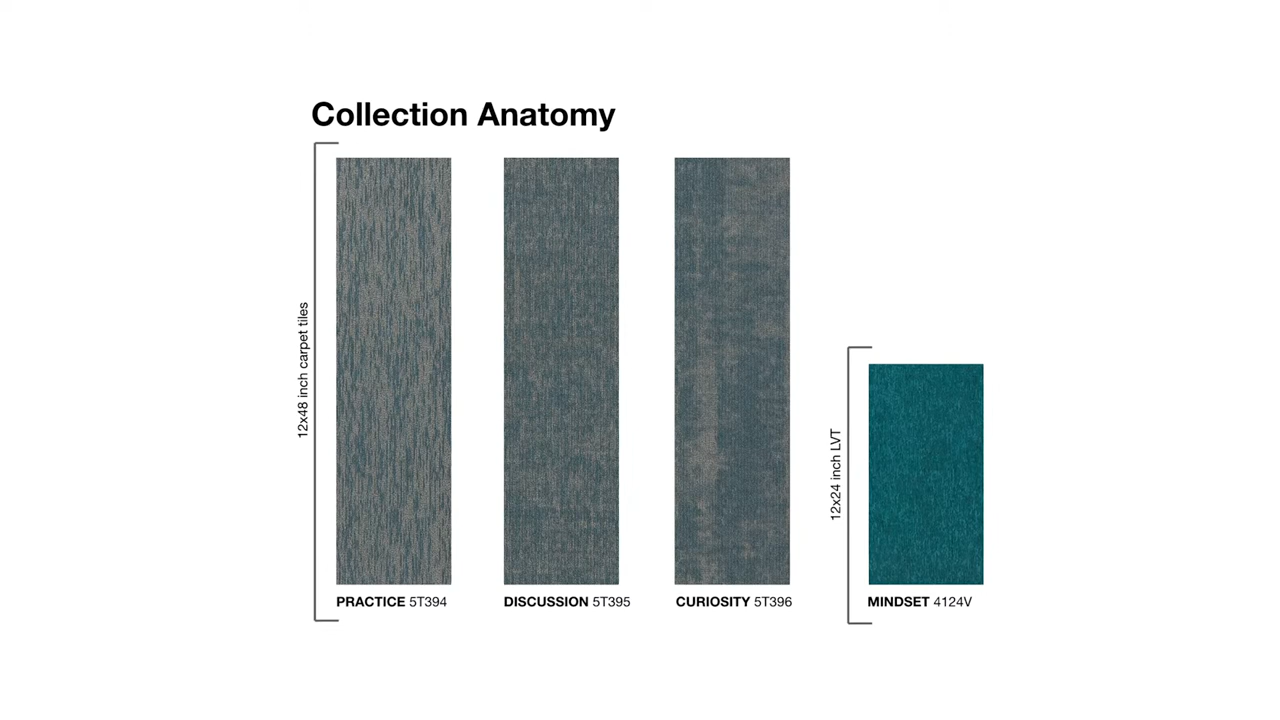 Collection Anatomy
12x48 inch carpet tiles
PRACTICE 5T394
DISCUSSION 5T395
CURIOSITY 5T396
12x24 inch LVT
MINDSET 4124V